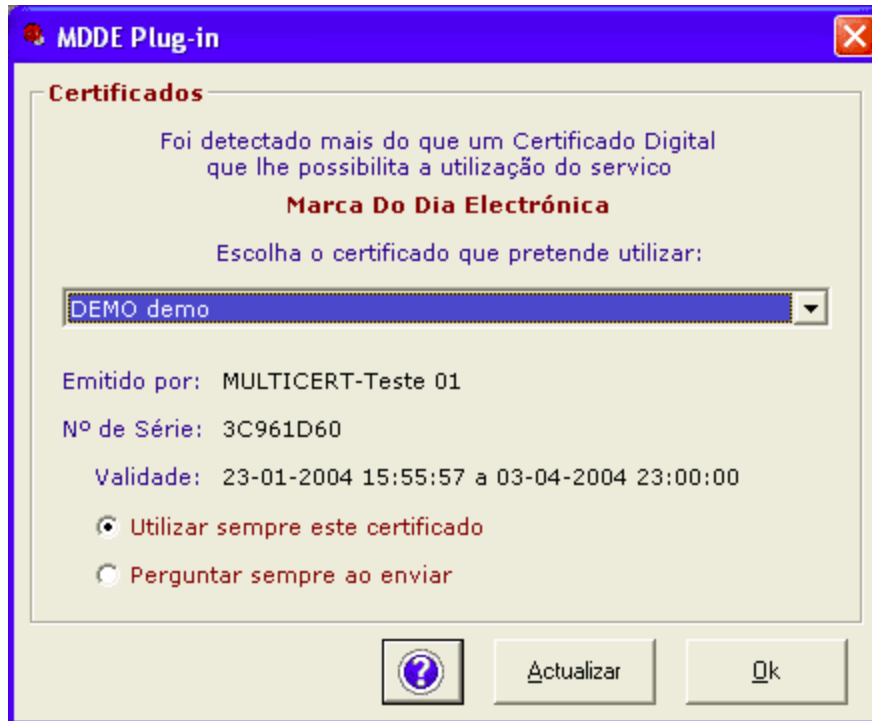 MDDE Plug-in
Certificados
Foi detectado mais do que um Certificado Digital
que lhe possibilita a utilização do servico
Marca Do Dia Electrónica
Escolha o certificado que pretende utilizar:
DEMO demo
Emitido por: MULTICERT-Teste 01
Nº de Série: 3C961D60
Validade: 23-01-2004 15:55:57 a 03-04-2004 23:00:00
Utilizar sempre este certificado
Perguntar sempre ao enviar
? Actualizar Ok